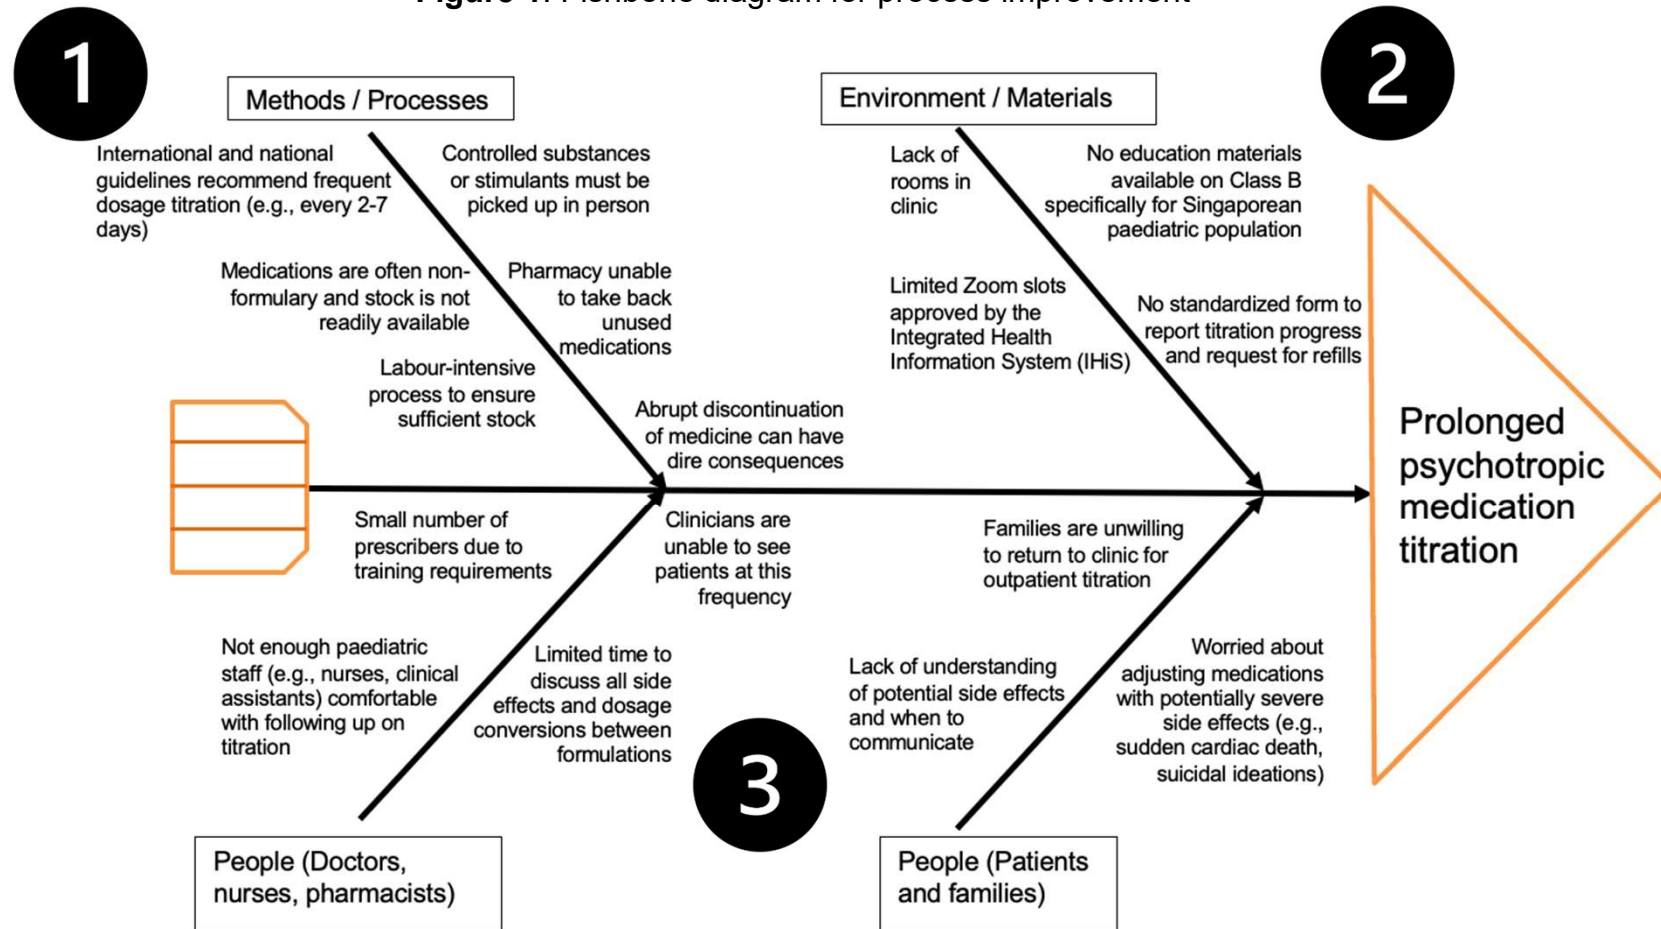 Figure 1. Fishbone diagram for process improvement
1
2
Methods / Processes
International and national
guidelines recommend frequent
dosage titration (e.g., every 2-7
days)
Controlled substances
or stimulants must be
picked up in person
Medications are often non-
formulary and stock is not
readily available
Pharmacy unable
to take back
unused
medications
Labour-intensive
process to ensure
sufficient stock
Abrupt discontinuation
of medicine can have
dire consequences
Environment / Materials
Lack of
rooms in
clinic
No education materials
available on Class B
specifically for Singaporean
paediatric population
Limited Zoom slots
approved by the
Integrated Health
Information System (IHiS)
No standardized form to
report titration progress
and request for refills
Prolonged
psychotropic
medication
titration
Small number of
prescribers due to
training requirements
Clinicians are
unable to see
patients at this
frequency
Not enough paediatric
staff (e.g., nurses, clinical
assistants) comfortable
with following up on
titration
Limited time to
discuss all side
effects and dosage
conversions between
formulations
3
People (Doctors,
nurses, pharmacists)
Families are unwilling
to return to clinic for
outpatient titration
Lack of understanding
of potential side effects
and when to
communicate
Worried about
adjusting medications
with potentially severe
side effects (e.g.,
sudden cardiac death,
suicidal ideations)
People (Patients
and families)